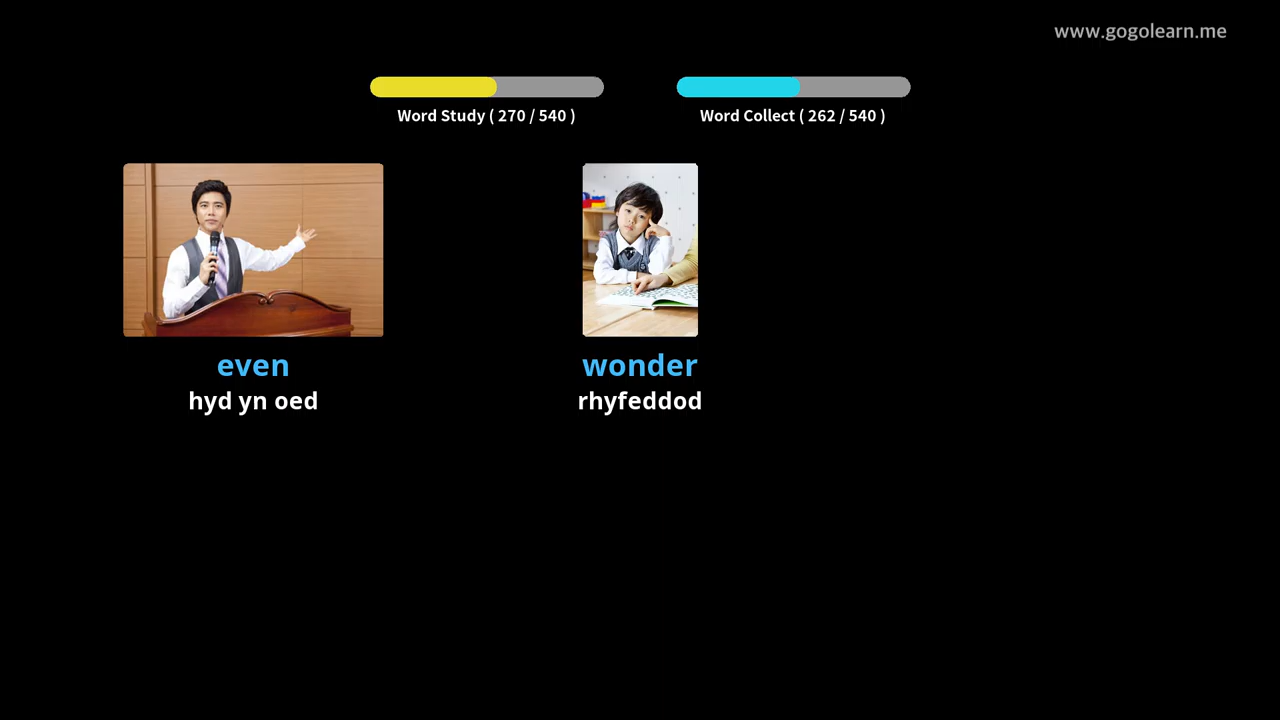 www.gogolearn.me
Word Study ( 270 / 540 )
Word Collect ( 262 / 540 )
even
hyd yn oed
wonder
rhyfeddod